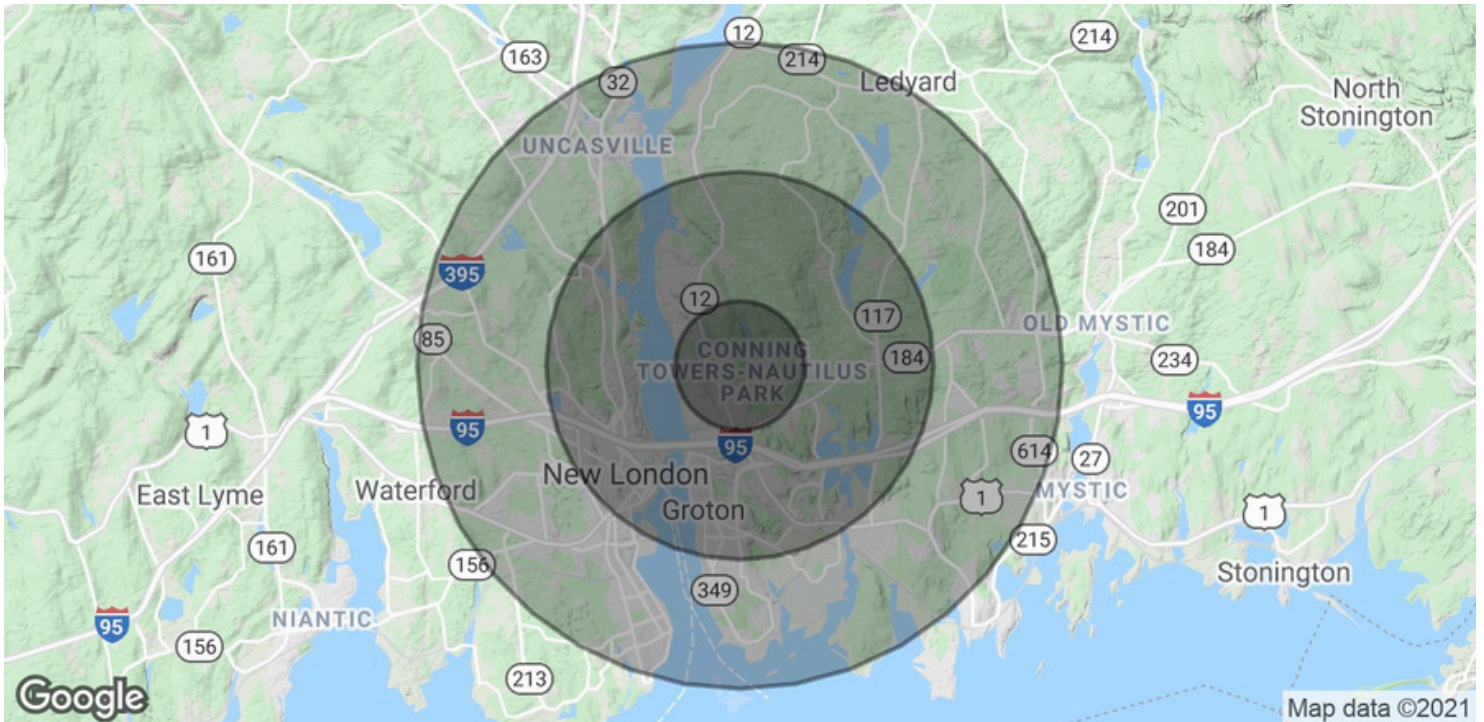 12
163
214
214
32
Ledyard
North
Stonington
UNCASVILLE
201
161
184
395
12
117
OLD MYSTIC
85
CONNING
TOWERS-NAUTILUS
PARK
184
234
1
95
95
95
614
27
New London
East Lyme
Waterford
MYSTIC
1
Groton
1
215
161
156
Stonington
349
NIANTIC
95
156
213
Google
Map data ©2021